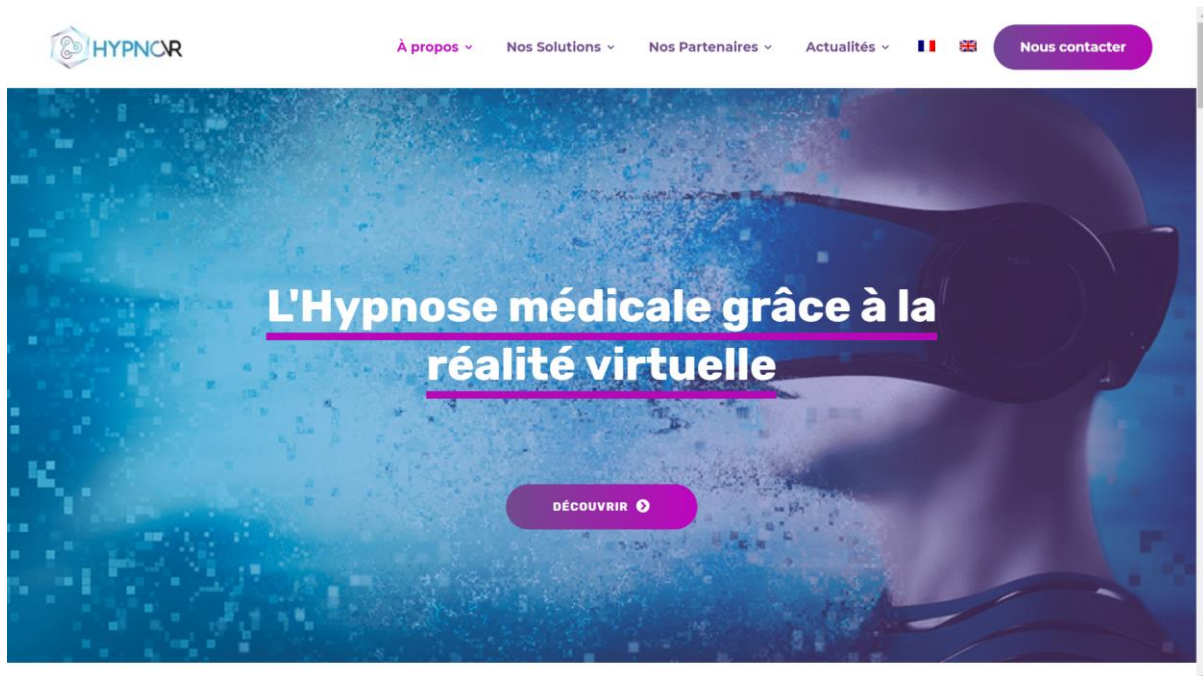 HYPNOVR
À propos
Nos Solutions
Nos Partenaires
Actualités
Nous contacter
L'Hypnose médicale grâce à la
réalité virtuelle
DÉCOUVRIR